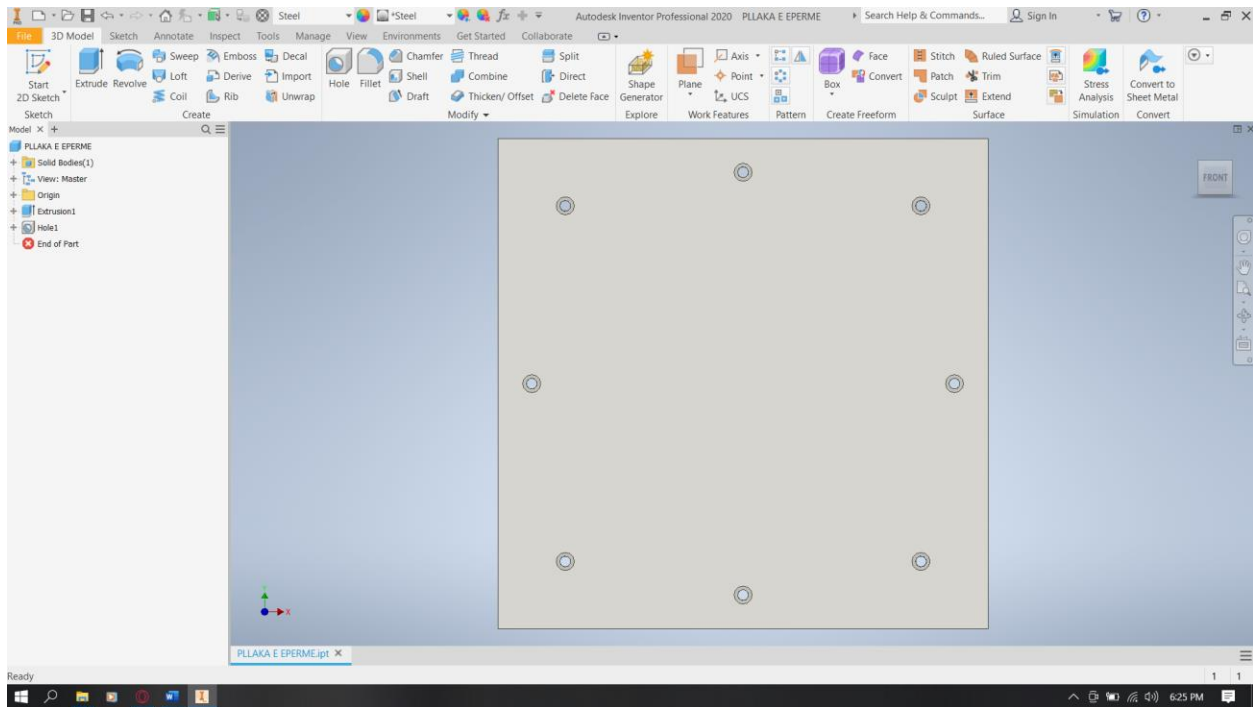 Steel *Steel Autodesk Inventor Professional 2020 PLLAKA E EPERME Search Help & Commands... Sign In
File 3D Model Sketch Annotate Inspect Tools Manage View Environments Get Started Collaborate
Start 2D Sketch
Sketch
Extrude Revolve Sweep Emboss Decal
Loft Derive Import
Coil Rib Unwrap
Create
Hole Fillet Chamfer Thread Split
Shell Combine Direct
Draft Thicken/ Offset Delete Face
Modify
Shape Generator
Explore
Plane Axis
Point
UCS
Work Features
Pattern
Box Face
Convert
Create Freeform
Stitch Ruled Surface
Patch Trim
Sculpt Extend
Surface
Stress Analysis
Simulation
Convert to Sheet Metal
Convert
Model
PLLAKA E EPERME
Solid Bodies(1)
View: Master
Origin
Extrusion1
Hole1
End of Part
FRONT
Y
X
PLLAKA E EPERME.ipt
Ready 1 1
6:25 PM